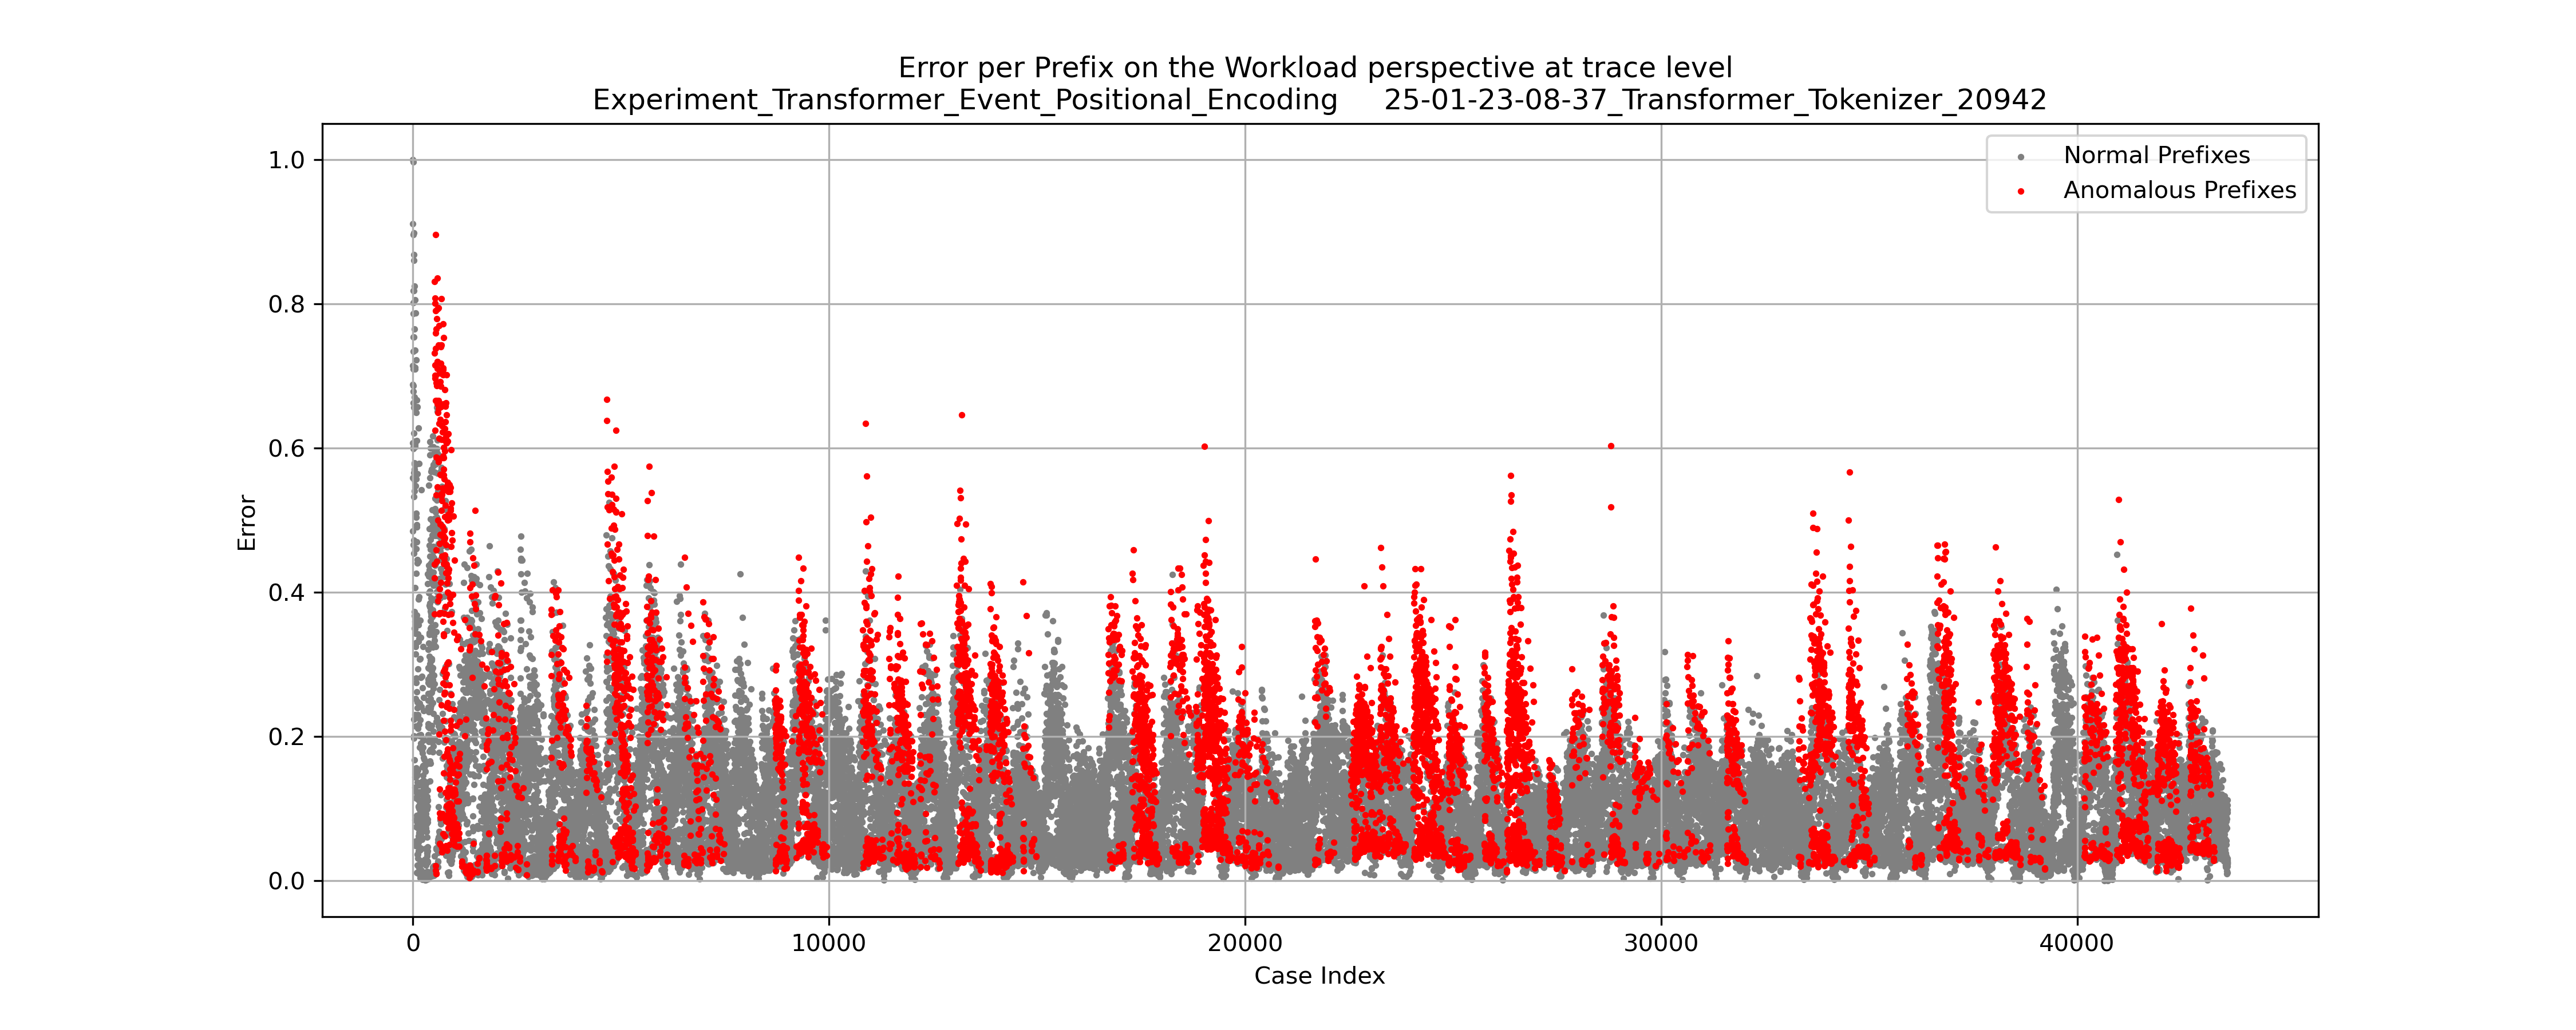 Error per Prefix on the Workload perspective at trace level
Experiment_Transformer_Event_Positional_Encoding 25-01-23-08-37_Transformer_Tokenizer_20942
Normal Prefixes
Anomalous Prefixes
1.0
0.8
0.6
0.4
0.2
0.0
Error
0
10000
20000
30000
40000
Case Index